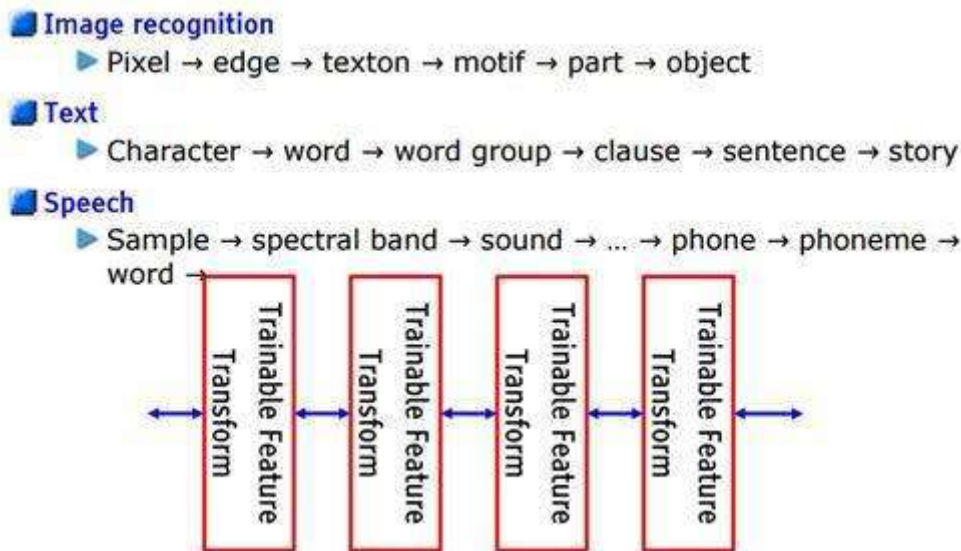 Image recognition
Pixel → edge → texton → motif → part → object
Text
Character → word → word group → clause → sentence → story
Speech
Sample → spectral band → sound → ... → phone → phoneme →
word →
Trainable Feature
Transform
Trainable Feature
Transform
Trainable Feature
Transform
Trainable Feature
Transform